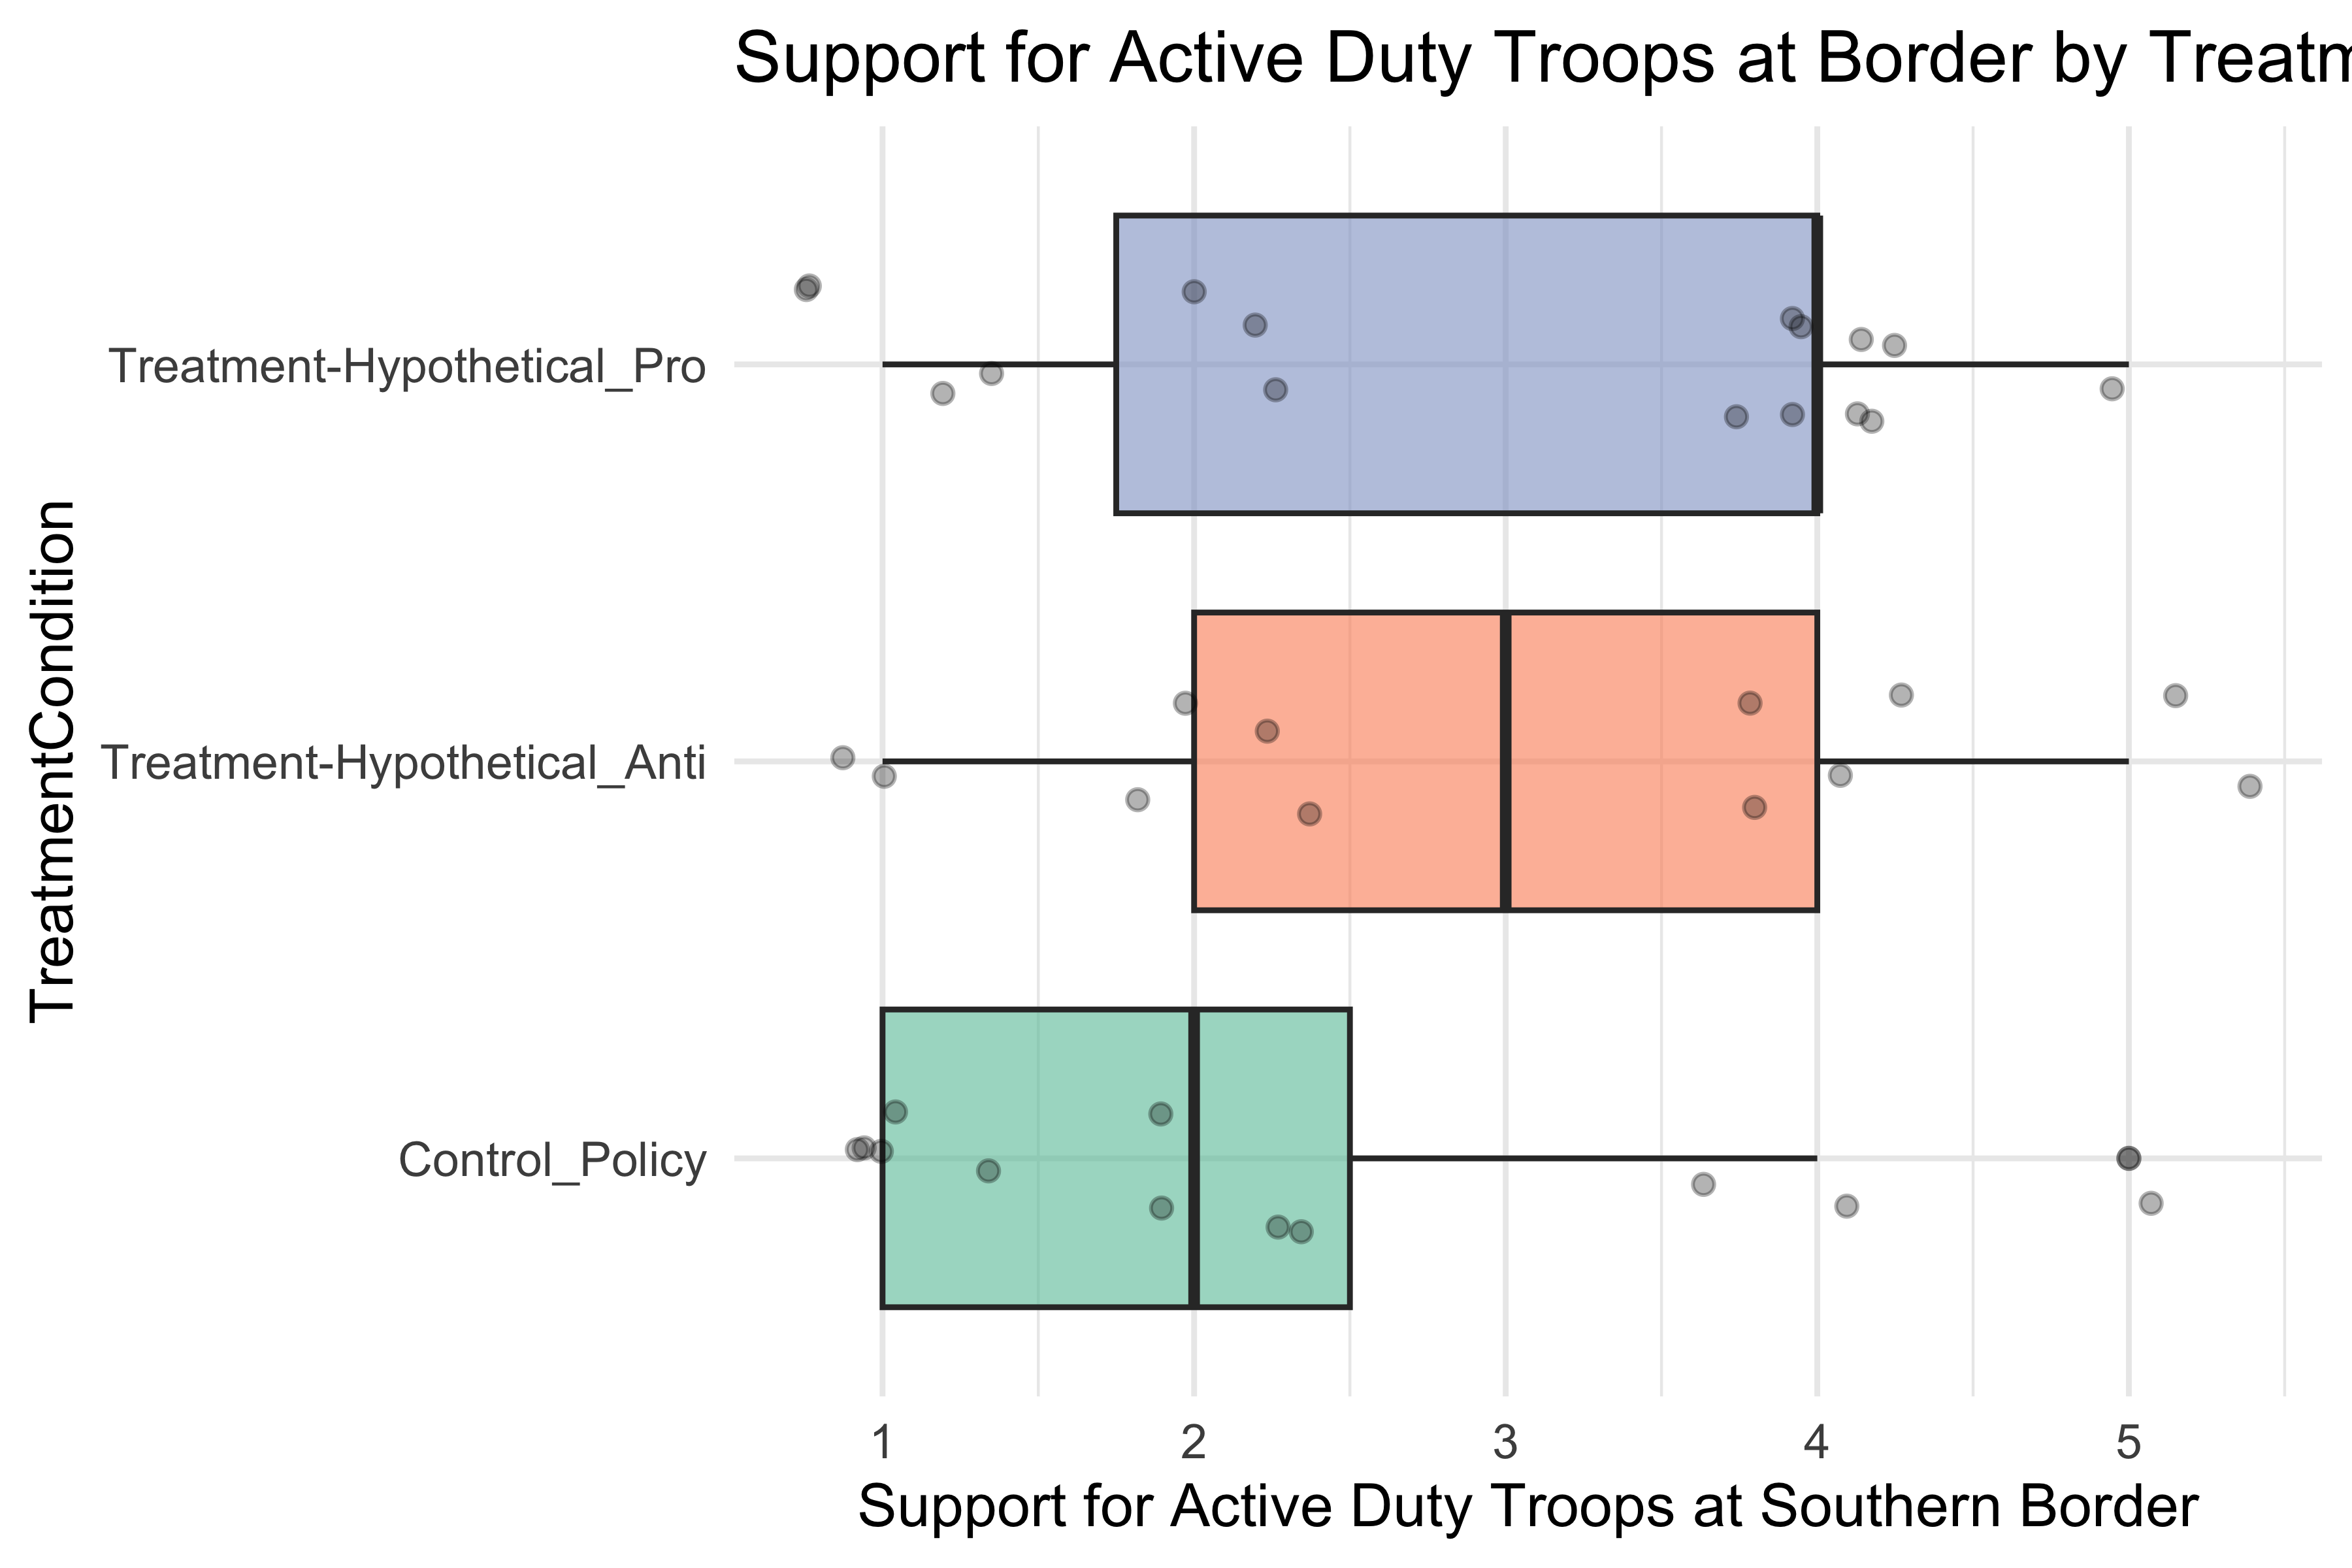 Support for Active Duty Troops at Border by
Treatment-Hypothetical_Pro
Treatment-Hypothetical_Anti
Control_Policy
TreatmentCondition
1 2 3 4 5
Support for Active Duty Troops at Southern Border